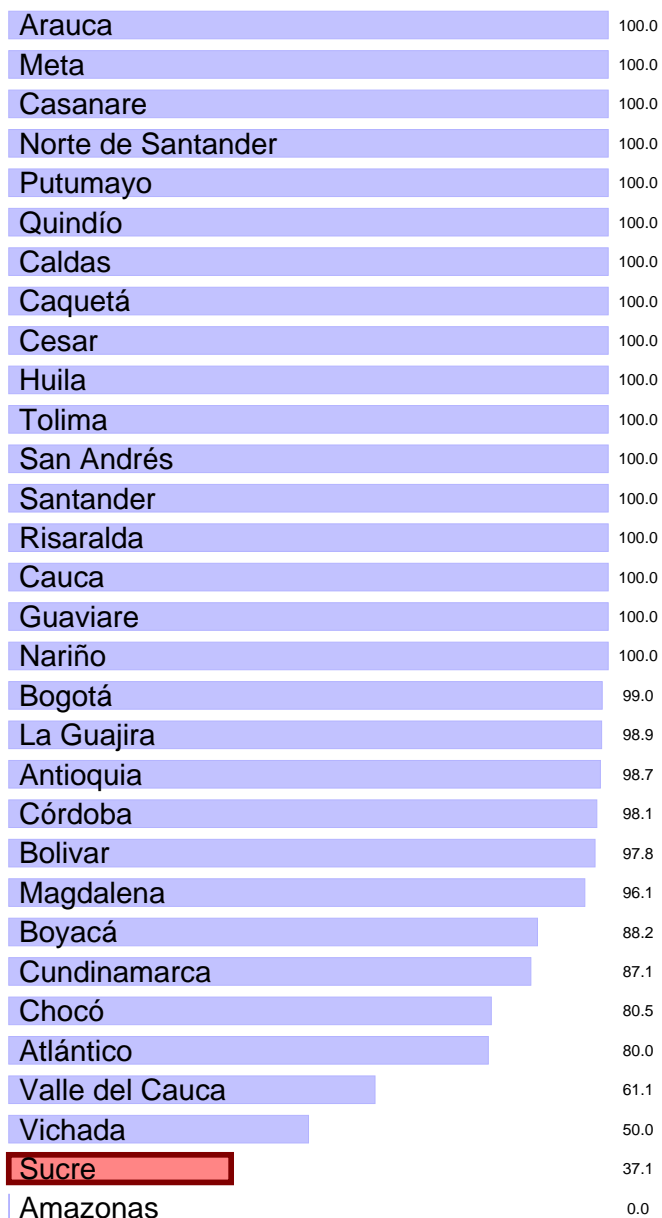 Arauca 100.0
Meta 100.0
Casanare 100.0
Norte de Santander 100.0
Putumayo 100.0
Quindío 100.0
Caldas 100.0
Caquetá 100.0
Cesar 100.0
Huila 100.0
Tolima 100.0
San Andrés 100.0
Santander 100.0
Risaralda 100.0
Cauca 100.0
Guaviare 100.0
Nariño 100.0
Bogotá 99.0
La Guajira 98.9
Antioquia 98.7
Córdoba 98.1
Bolivar 97.8
Magdalena 96.1
Boyacá 88.2
Cundinamarca 87.1
Chocó 80.5
Atlántico 80.0
Valle del Cauca 61.1
Vichada 50.0
Sucre 37.1
Amazonas 0.0